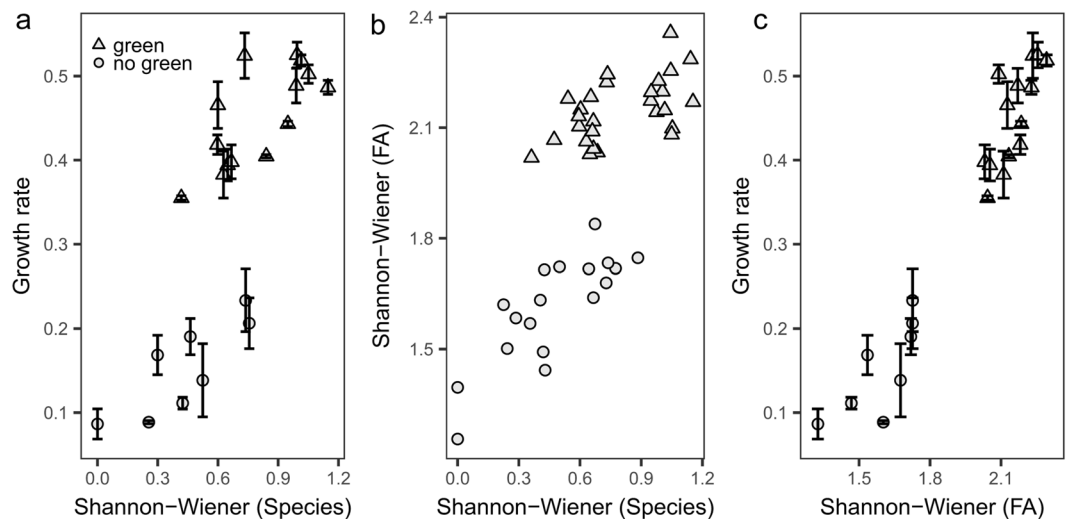 a
green
no green
0.5
0.4
0.3
0.2
0.1
0.0 0.3 0.6 0.9 1.2
Growth rate
Shannon−Wiener (Species)
b
2.4
2.1
1.8
1.5
0.0 0.3 0.6 0.9 1.2
Shannon−Wiener (FA)
Shannon−Wiener (Species)
c
0.5
0.4
0.3
0.2
0.1
1.5 1.8 2.1
Growth rate
Shannon−Wiener (FA)